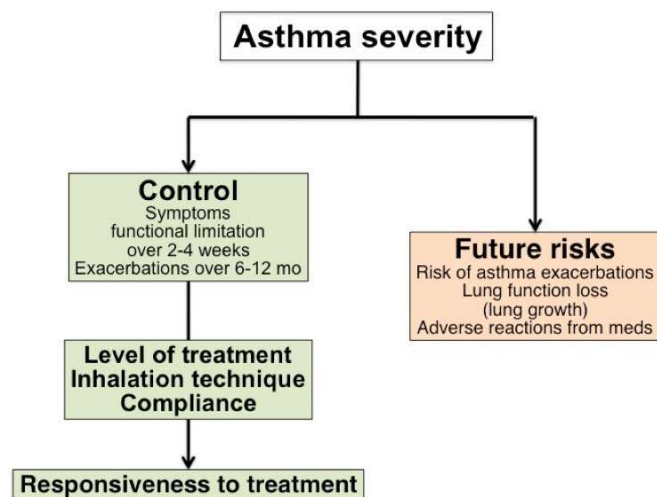 Asthma severity
Control
Symptoms
functional limitation
over 2-4 weeks
Exacerbations over 6-12 mo
Future risks
Risk of asthma exacerbations
Lung function loss
(lung growth)
Adverse reactions from meds
Level of treatment
Inhalation technique
Compliance
Responsiveness to treatment